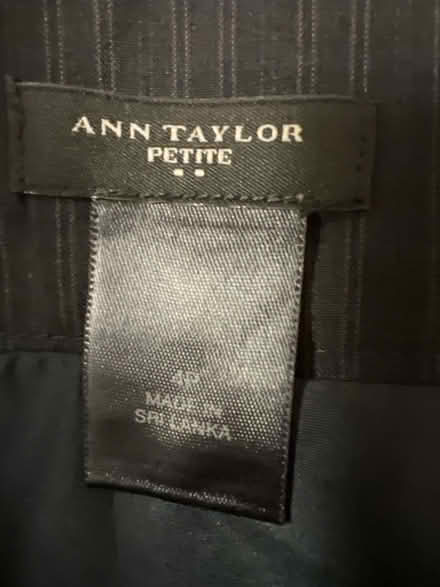 ANN TAYLOR
PETITE
4P
MADE IN
SRI LANKA